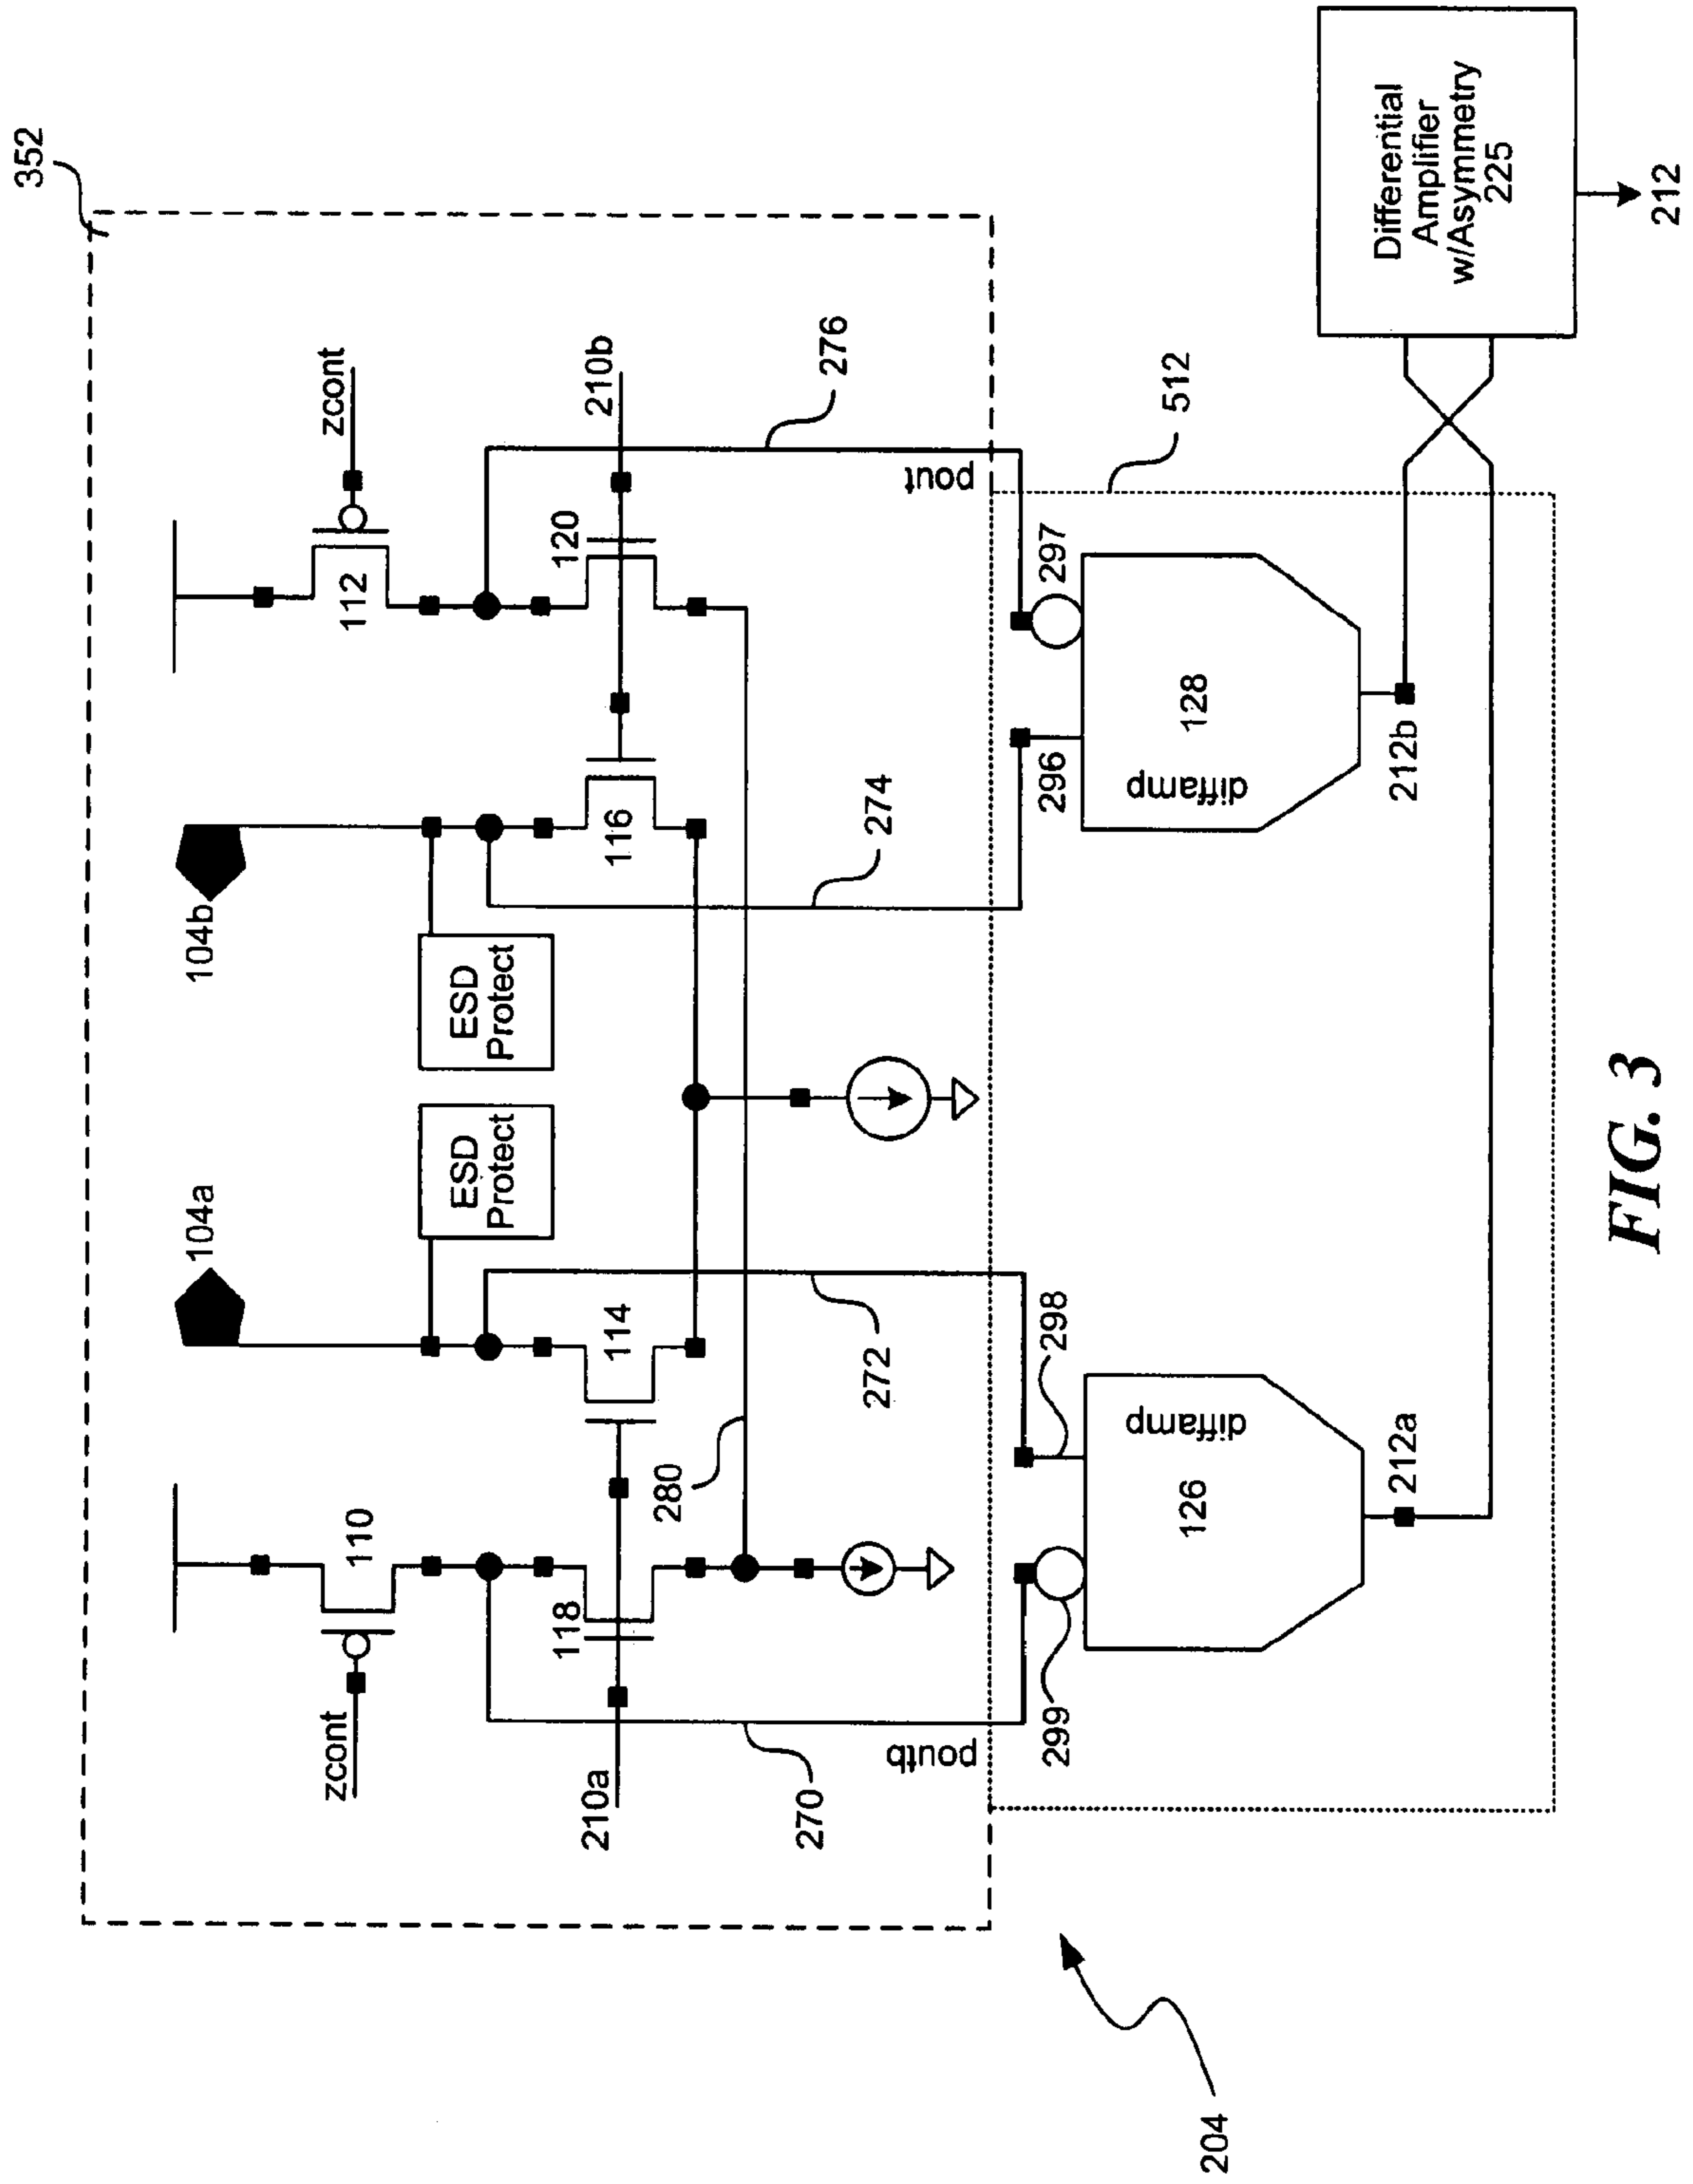 352
104a
104b
zcont
110
ESD
Protect
ESD
Protect
112
zcont
210a
118
114
116
120
210b
280
270
272
274
276
poutb
pout
512
299
298
296
297
126
diffamp
diffamp
128
212a
212b
Differential
Amplifier
w/Asymmetry
225
212
204
FIG. 3